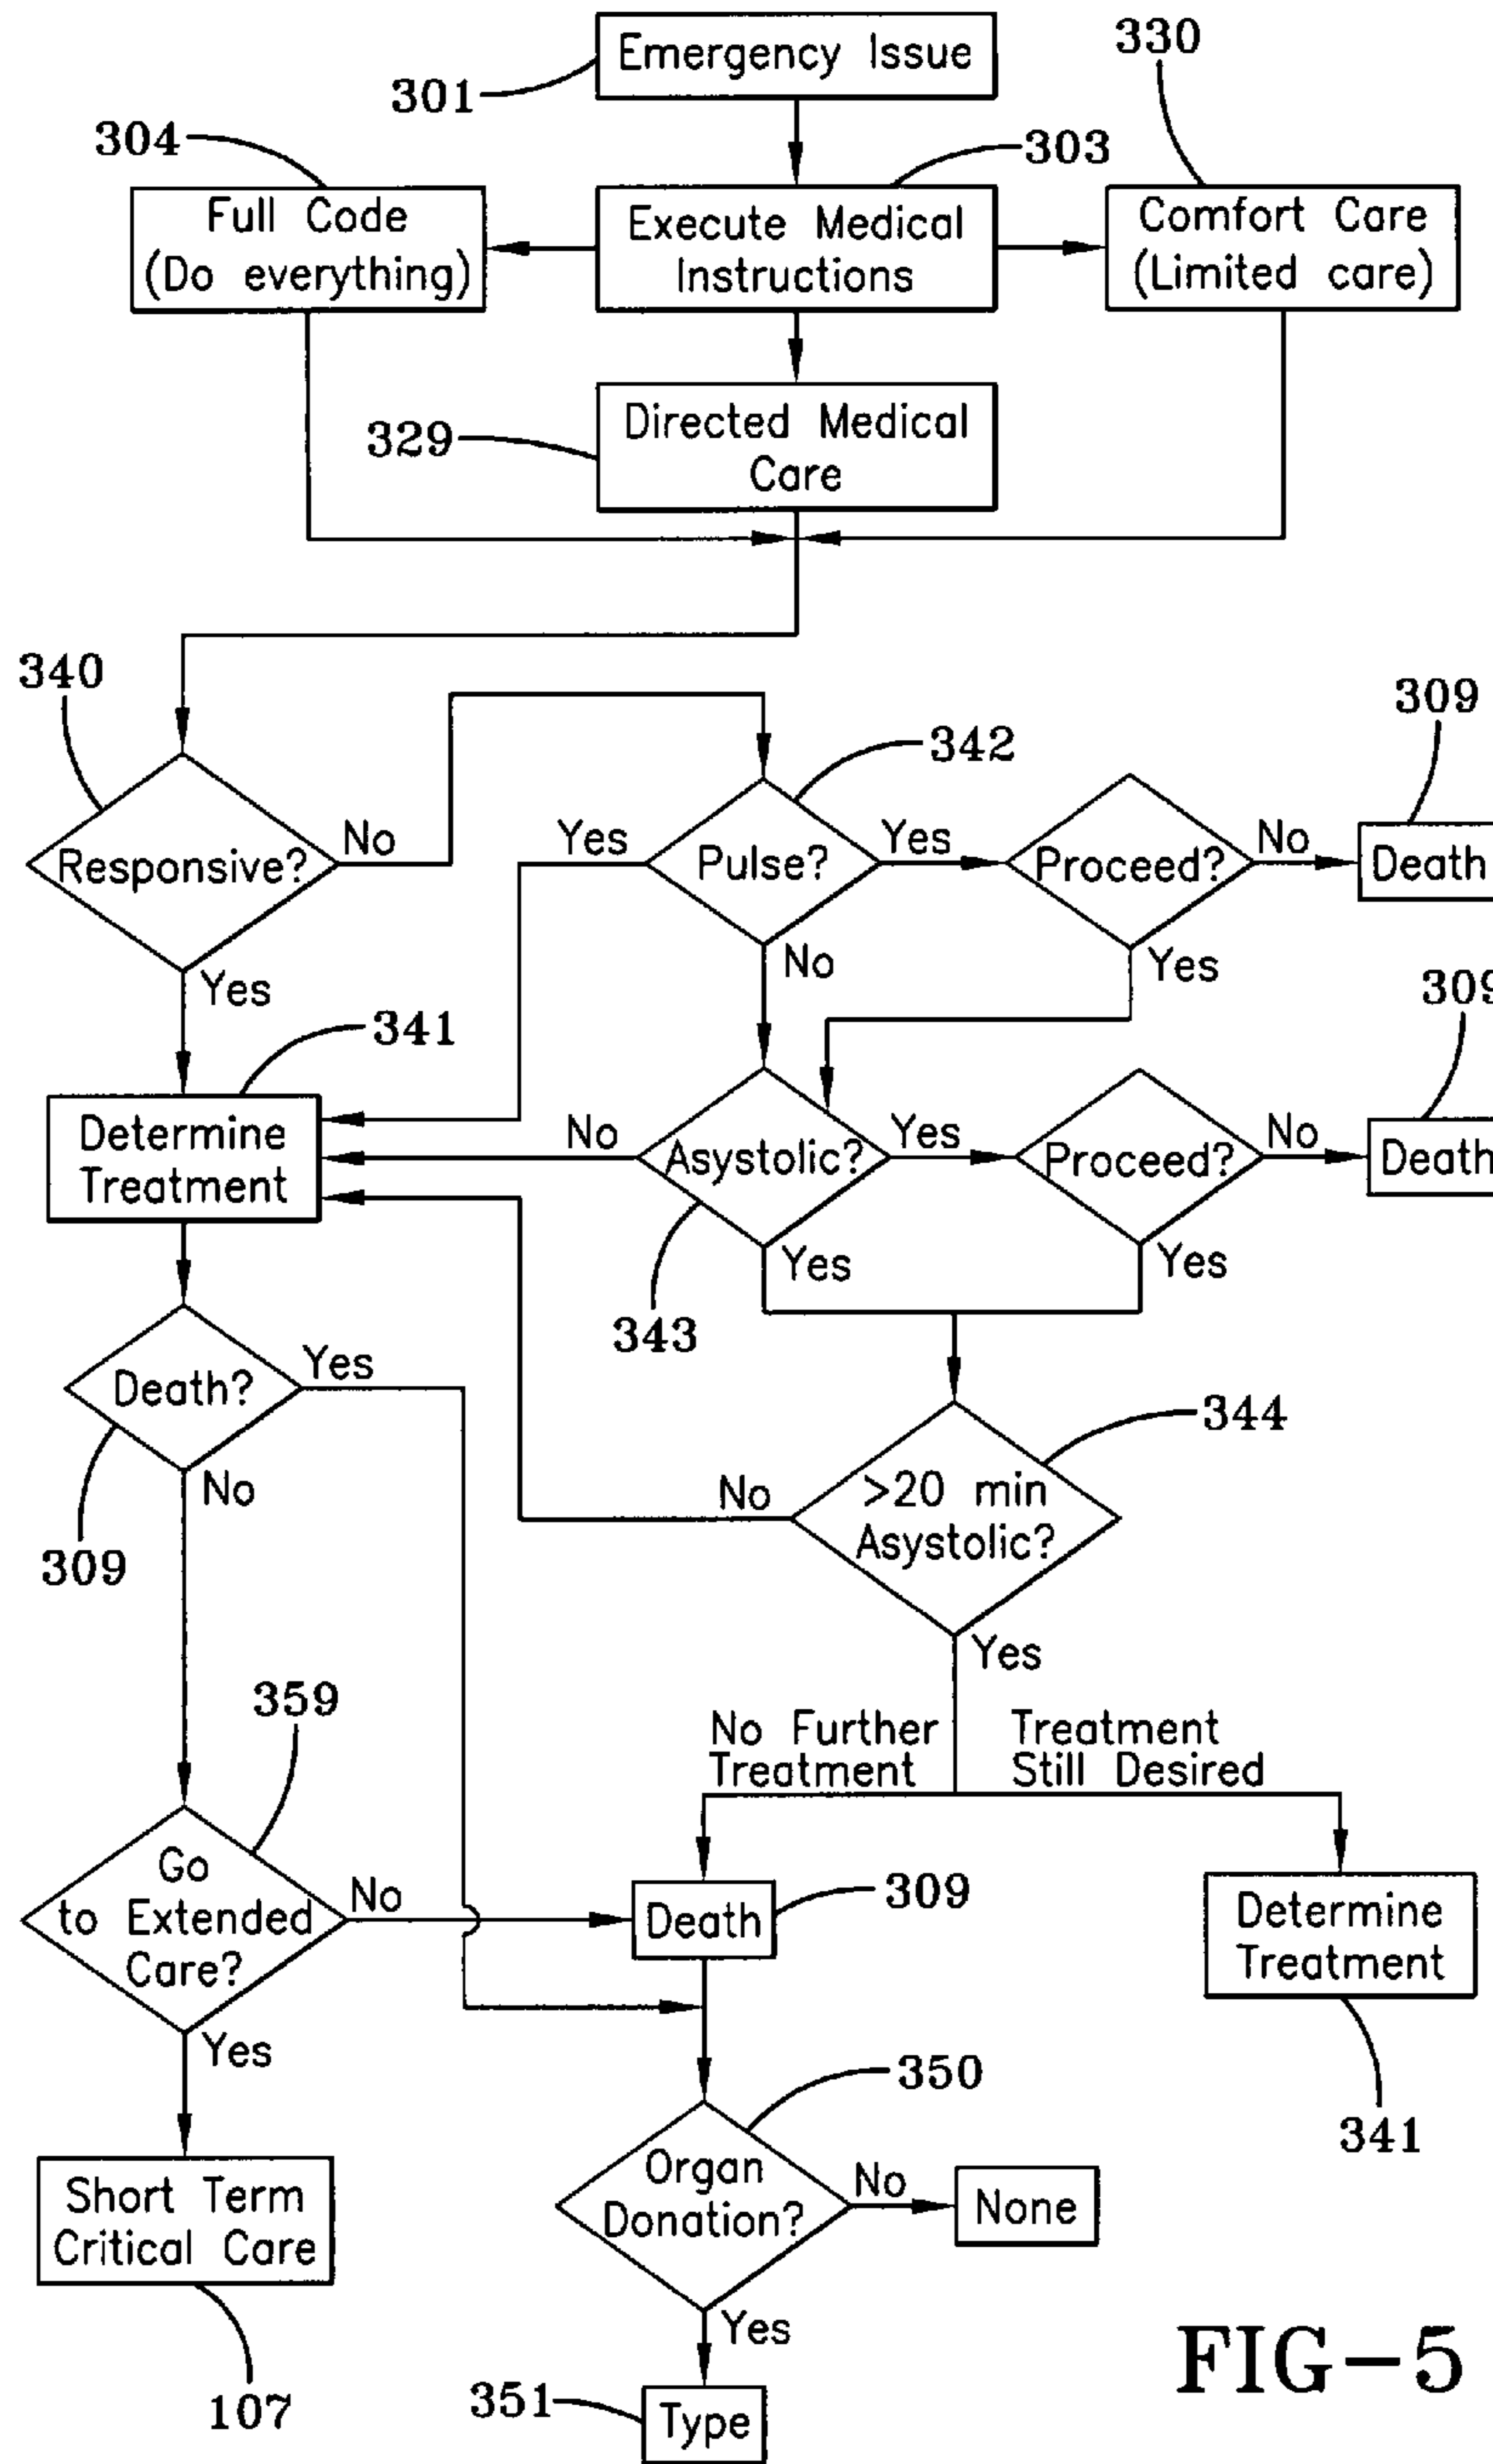 Emergency Issue
330
301
304
303
Full Code
(Do everything)
Execute Medical
Instructions
Comfort Care
(Limited care)
329
Directed Medical
Care
340
309
342
Responsive?
No
Yes
Pulse?
Yes
Proceed?
No
Death
Yes
No
Yes
309
341
Determine
Treatment
No
Asystolic?
Yes
Proceed?
No
Death
Yes
Yes
343
Death?
Yes
344
No
309
No
>20 min
Asystolic?
Yes
359
No Further
Treatment
Treatment
Still Desired
Go
to Extended
Care?
No
Death
309
Determine
Treatment
Yes
350
341
Short Term
Critical Care
Organ
Donation?
No
None
Yes
107
351
Type
FIG-5